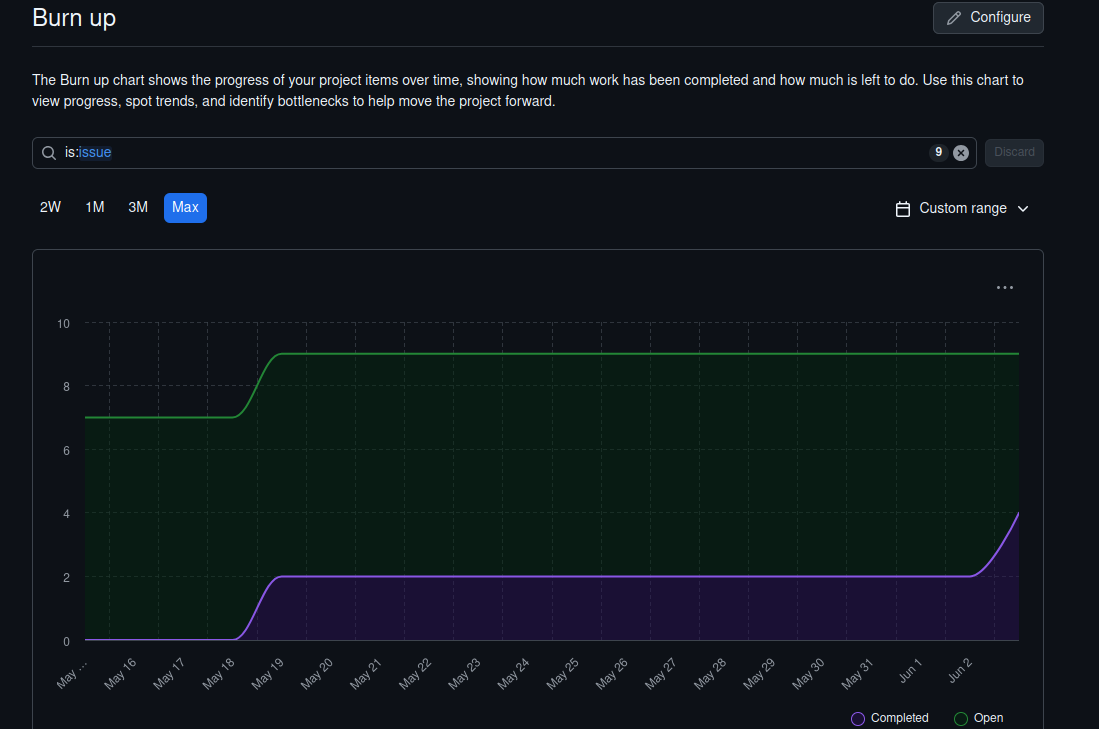 Burn up
Configure
The Burn up chart shows the progress of your project items over time, showing how much work has been completed and how much is left to do. Use this chart to
view progress, spot trends, and identify bottlenecks to help move the project forward.
is:issue
9
Discard
2W 1M 3M Max
Custom range
10
8
6
4
2
0
May ... May 16 May 17 May 18 May 19 May 20 May 21 May 22 May 23 May 24 May 25 May 26 May 27 May 28 May 29 May 30 May 31 Jun 1 Jun 2
Completed Open